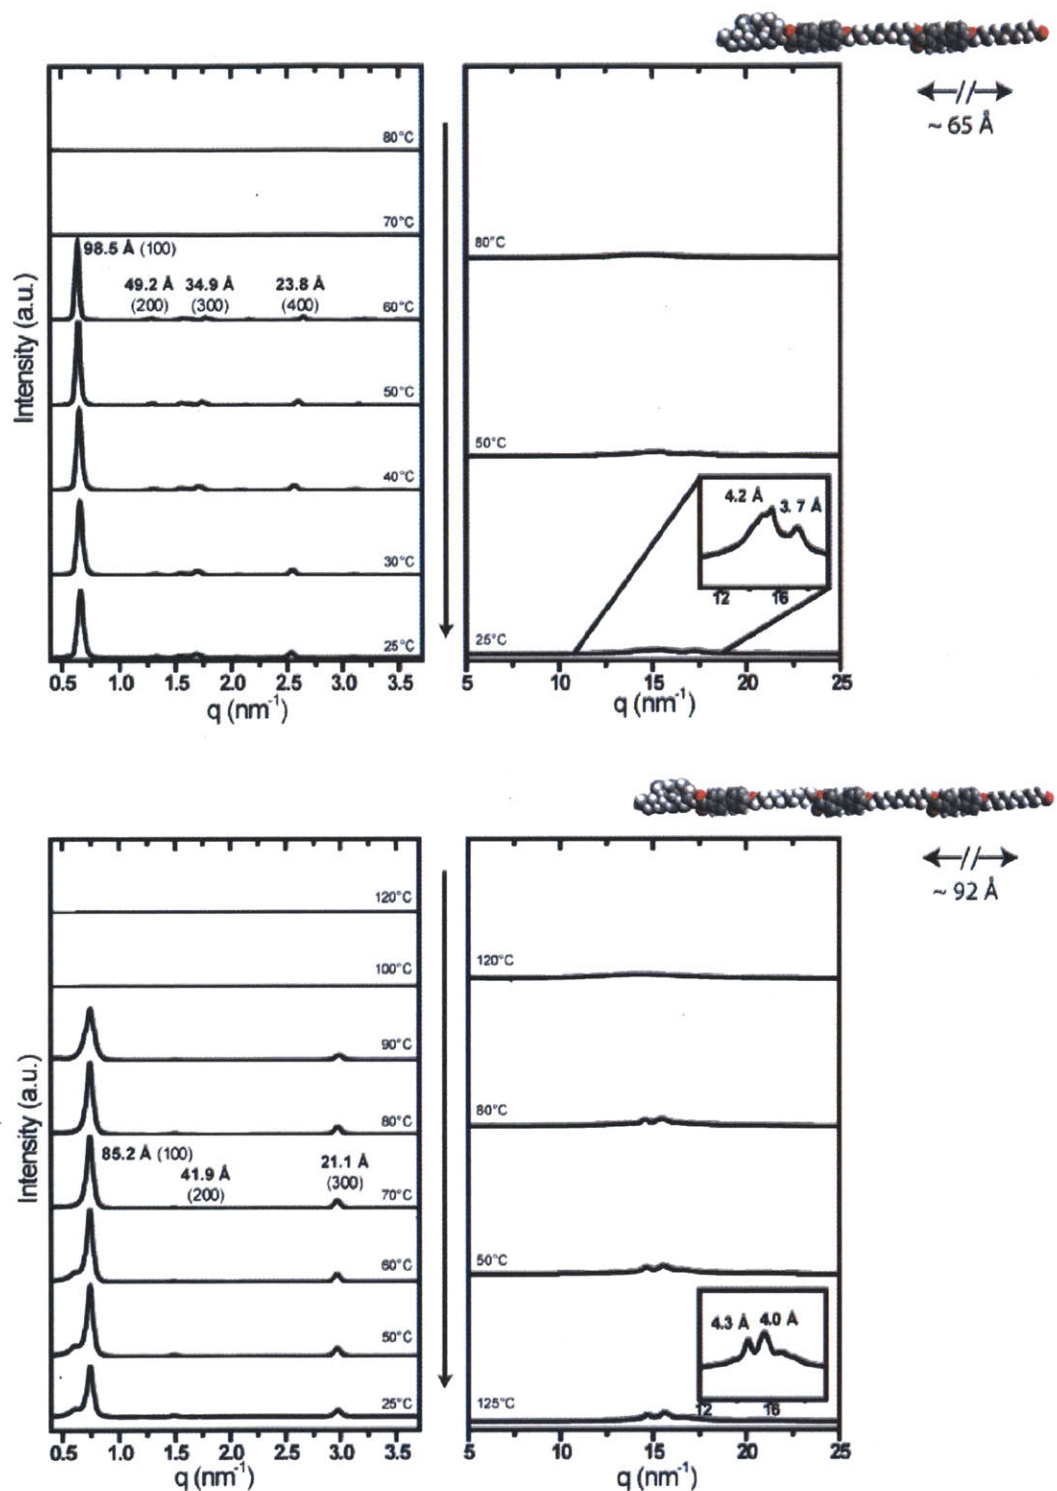 ~ 65 Å
Intensity (a.u.)
80°C
70°C
98.5 Å (100)
49.2 Å 34.9 Å 23.8 Å
(200) (300) (400)
60°C
50°C
40°C
30°C
25°C
0.5 1.0 1.5 2.0 2.5 3.0 3.5
q (nm⁻¹)
80°C
50°C
4.2 Å 3.7 Å
12 16
25°C
5 10 15 20 25
q (nm⁻¹)
~ 92 Å
Intensity (a.u.)
120°C
100°C
90°C
80°C
85.2 Å (100)
41.9 Å 21.1 Å
(200) (300)
70°C
60°C
50°C
25°C
0.5 1.0 1.5 2.0 2.5 3.0 3.5
q (nm⁻¹)
120°C
80°C
50°C
4.3 Å 4.0 Å
12 16
125°C
5 10 15 20 25
q (nm⁻¹)